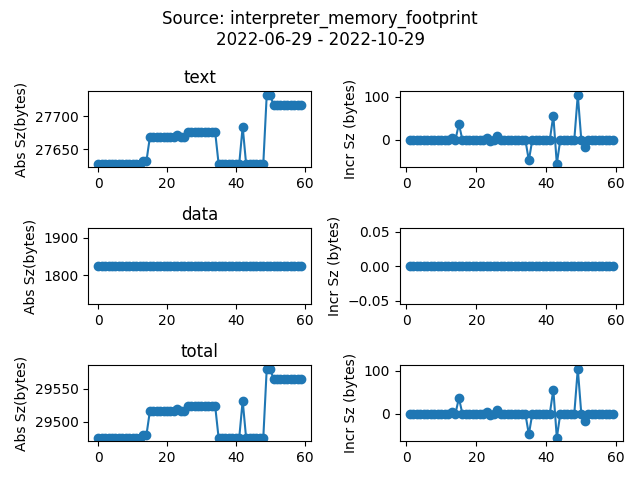 Source: interpreter_memory_footprint
2022-06-29 - 2022-10-29
text
Abs Sz(bytes)
27700
27650
0 20 40 60
Incr Sz (bytes)
100
0
0 20 40 60
data
Abs Sz(bytes)
1900
1800
0 20 40 60
Incr Sz (bytes)
0.05
0.00
−0.05
0 20 40 60
total
Abs Sz(bytes)
29550
29500
0 20 40 60
Incr Sz (bytes)
100
0
0 20 40 60